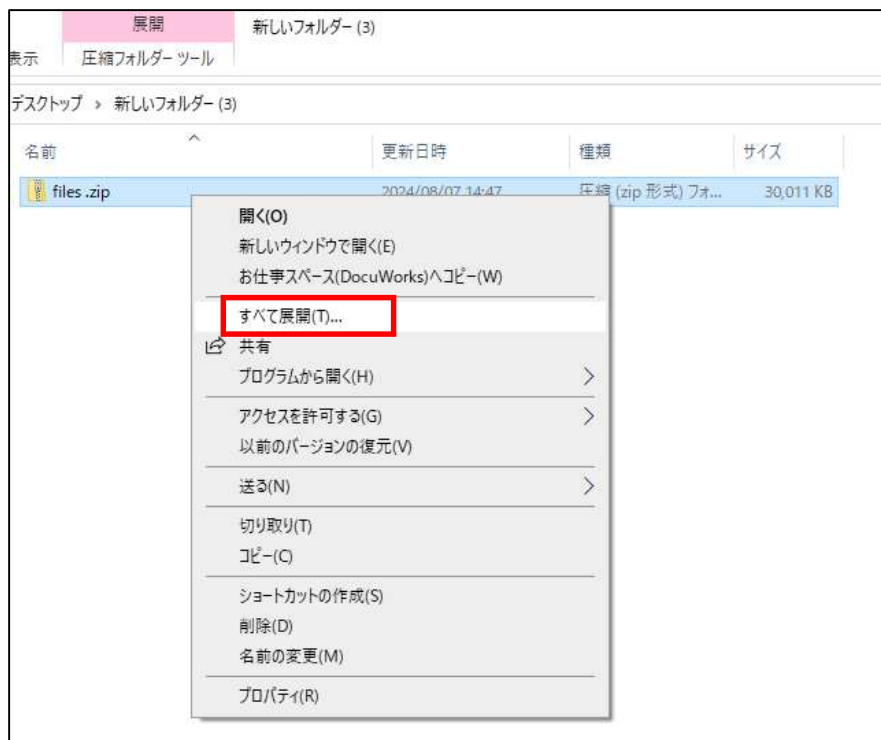 展開
新しいフォルダー (3)
表示
圧縮フォルダー ツール
デスクトップ › 新しいフォルダー (3)
名前 更新日時 種類 サイズ
files .zip 2024/08/07 14:47 圧縮 (zip 形式) フォ... 30,011 KB
開く(O)
新しいウィンドウで開く(E)
お仕事スペース(DocuWorks)へコピー(W)
すべて展開(T)...
共有
プログラムから開く(H)
アクセスを許可する(G)
以前のバージョンの復元(V)
送る(N)
切り取り(T)
コピー(C)
ショートカットの作成(S)
削除(D)
名前の変更(M)
プロパティ(R)